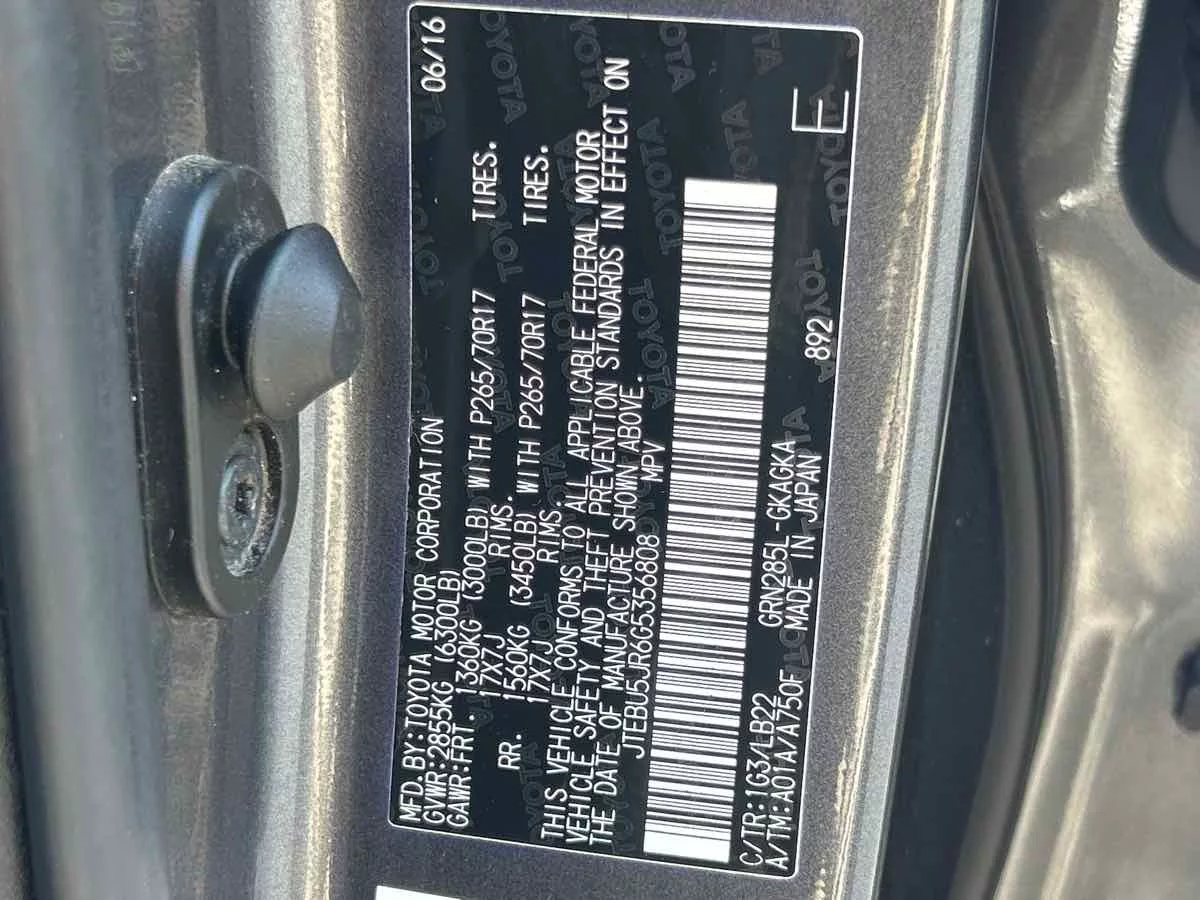 MFD.BY:TOYOTA MOTOR CORPORATION 06/16
GVWR:2855KG (6300LB)
GAWR:FRT. 1360KG (3000LB) WITH P265/70R17 TIRES.
17X7J RIMS.
RR. 1560KG (3450LB) WITH P265/70R17 TIRES.
17X7J RIMS.
THIS VEHICLE CONFORMS TO ALL APPLICABLE FEDERAL MOTOR
VEHICLE SAFETY AND THEFT PREVENTION STANDARDS IN EFFECT ON
THE DATE OF MANUFACTURE SHOWN ABOVE.
JTEBU5JR6G5356808 MPV
C/TR:1G3/LB22 GRN285L-GKAGKA 892
A/TM:A01A/A750F MADE IN JAPAN
E